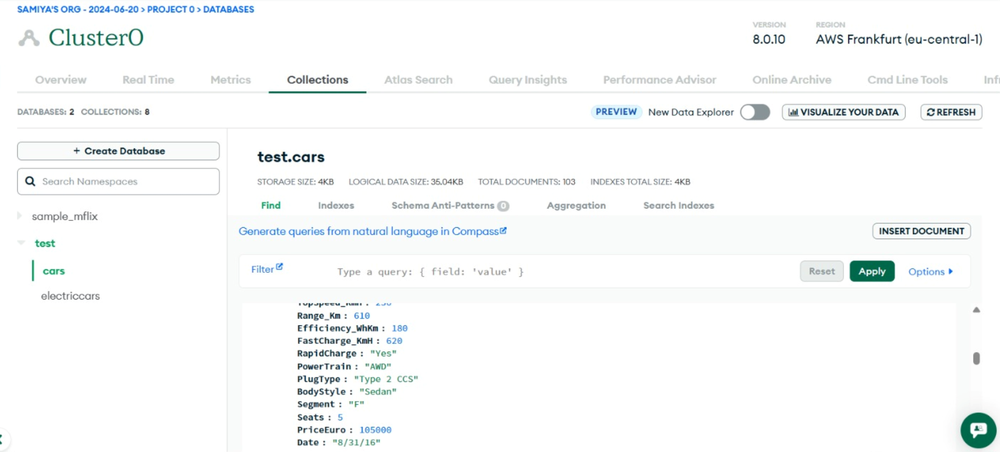 SAMIYA'S ORG - 2024-06-20 > PROJECT 0 > DATABASES
Cluster0
VERSION
8.0.10
REGION
AWS Frankfurt (eu-central-1)
Overview Real Time Metrics Collections Atlas Search Query Insights Performance Advisor Online Archive Cmd Line Tools
DATABASES: 2 COLLECTIONS: 8
PREVIEW New Data Explorer VISUALIZE YOUR DATA REFRESH
+ Create Database
Search Namespaces
sample_mflix
test
cars
electriccars
test.cars
STORAGE SIZE: 4KB LOGICAL DATA SIZE: 35.04KB TOTAL DOCUMENTS: 103 INDEXES TOTAL SIZE: 4KB
Find Indexes Schema Anti-Patterns 0 Aggregation Search Indexes
Generate queries from natural language in Compass
INSERT DOCUMENT
Filter Type a query: { field: 'value' } Reset Apply Options
Range_Km : 610
Efficiency_WhKm : 180
FastCharge_KmH : 620
RapidCharge : "Yes"
PowerTrain : "AWD"
PlugType : "Type 2 CCS"
BodyStyle : "Sedan"
Segment : "F"
Seats : 5
PriceEuro : 105000
Date : "8/31/16"